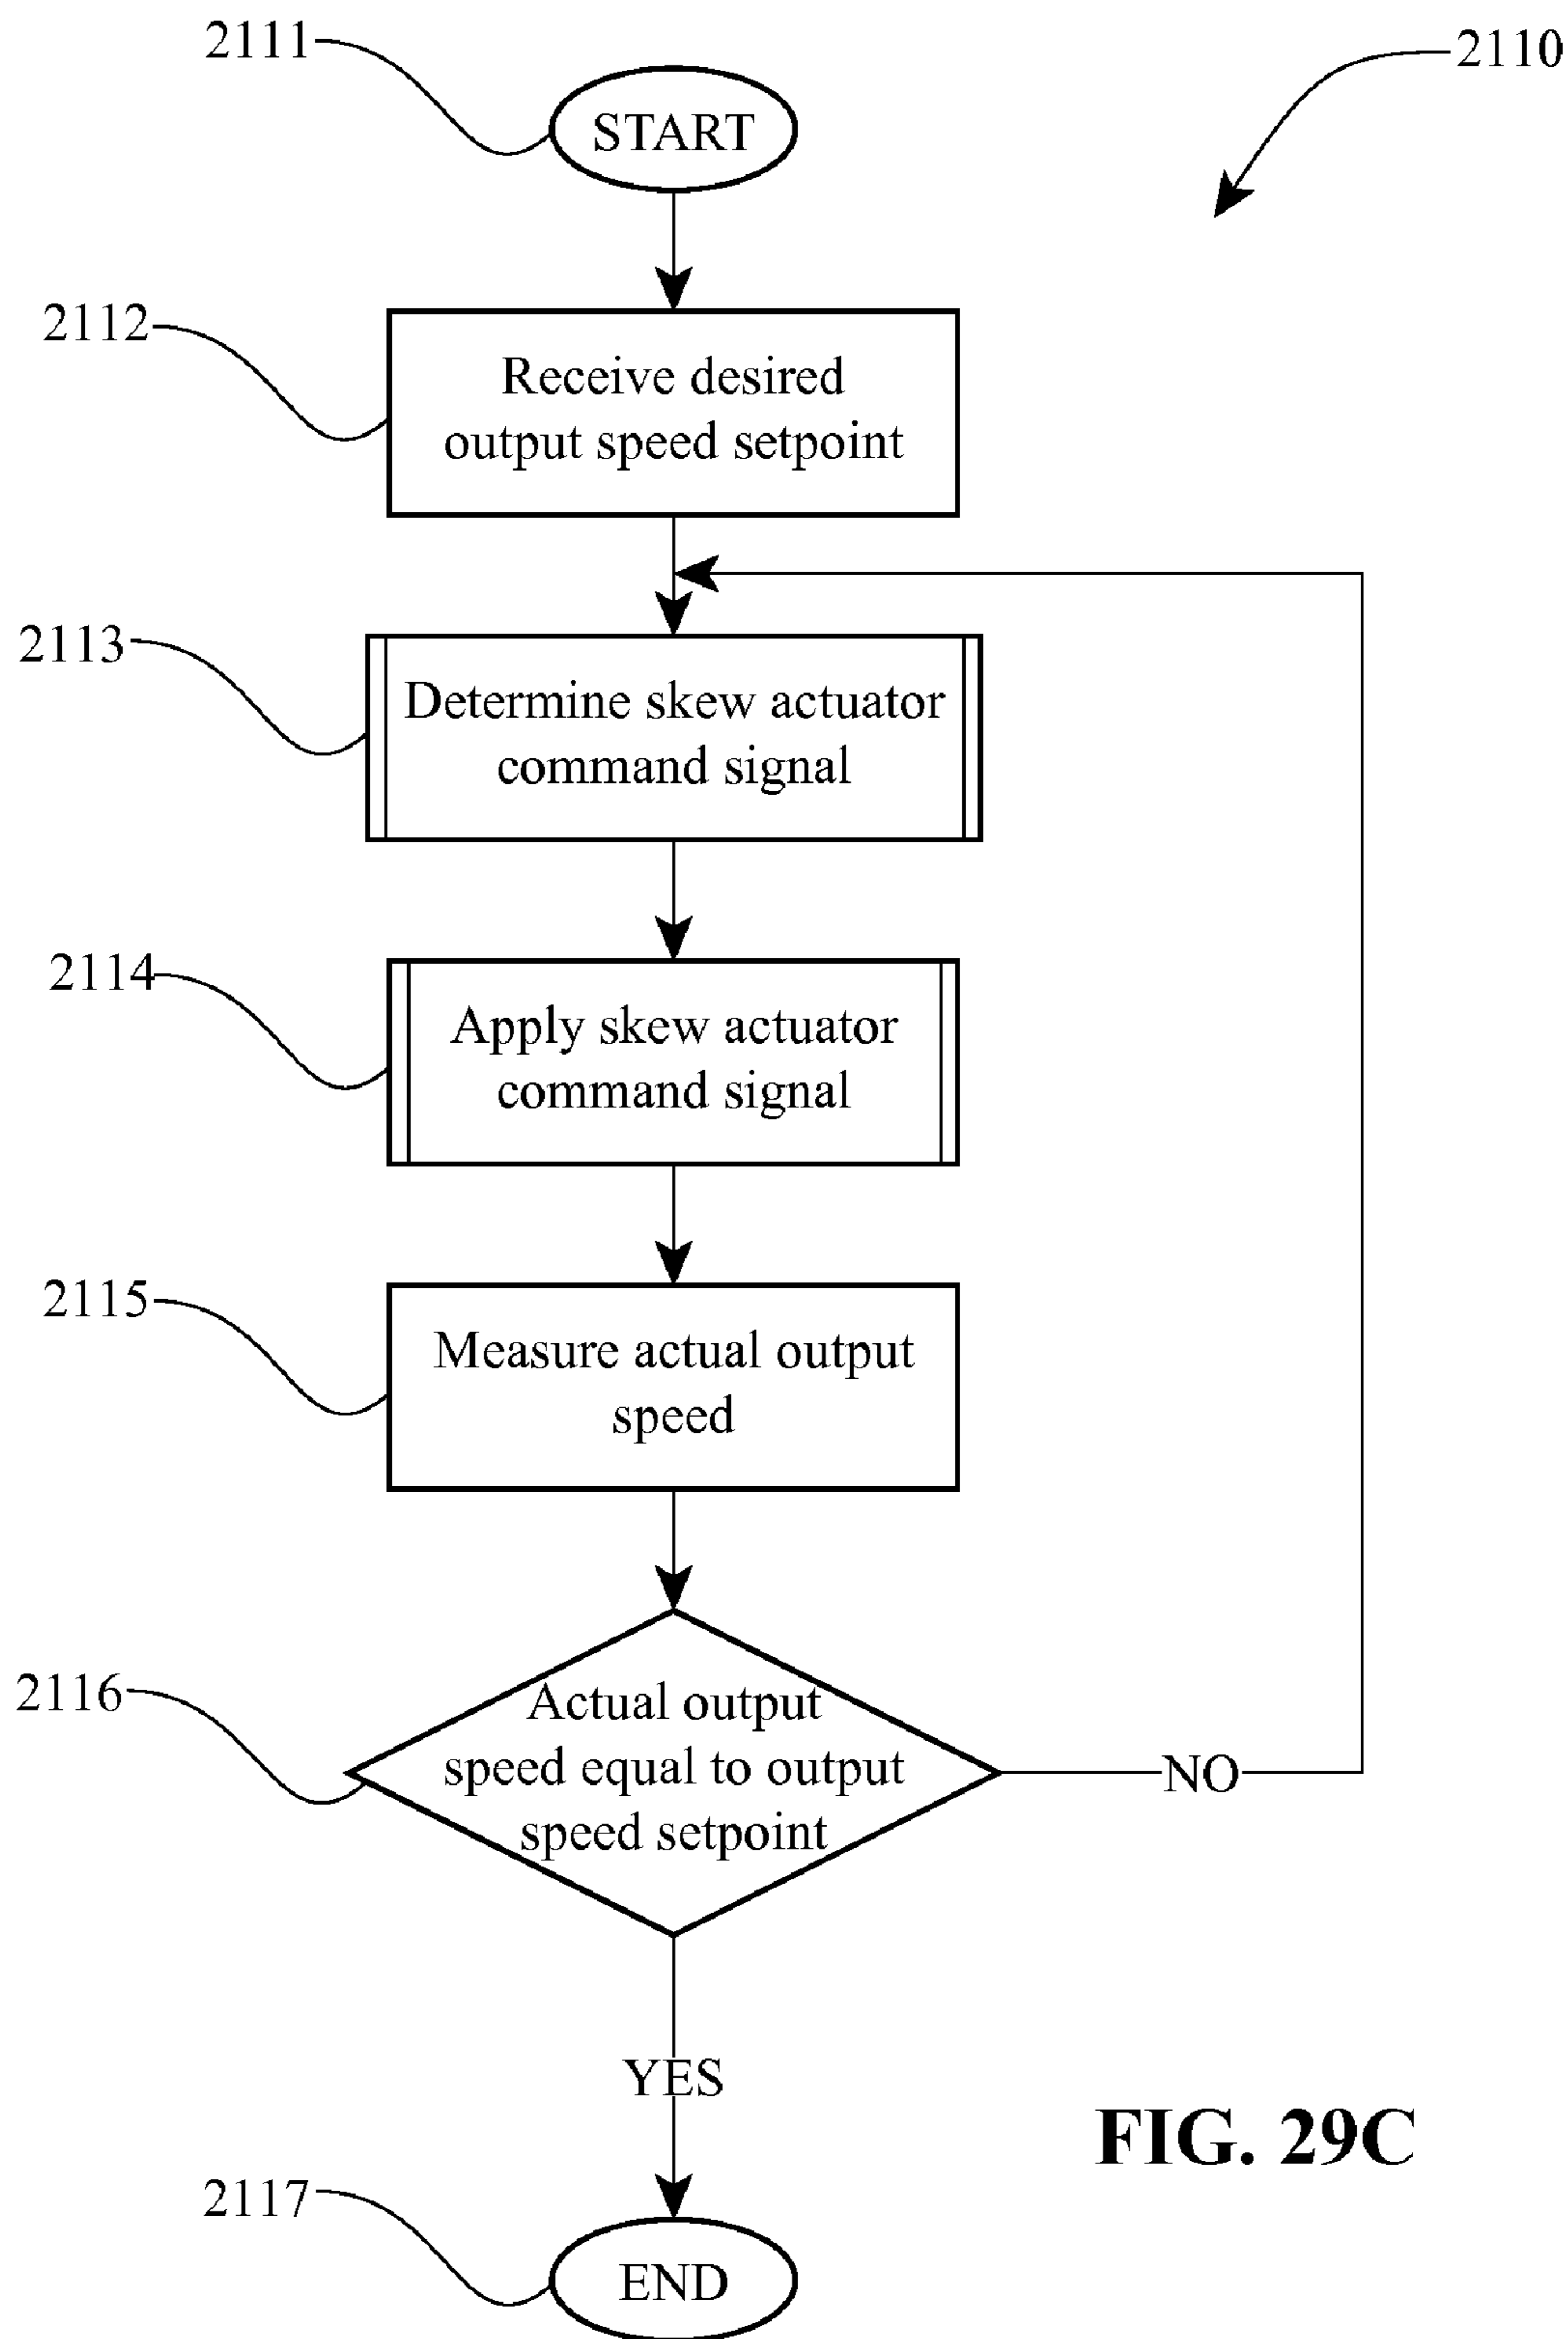 2111
2110
START
2112
Receive desired
output speed setpoint
2113
Determine skew actuator
command signal
2114
Apply skew actuator
command signal
2115
Measure actual output
speed
2116
Actual output
speed equal to output
speed setpoint
NO
YES
FIG. 29C
2117
END